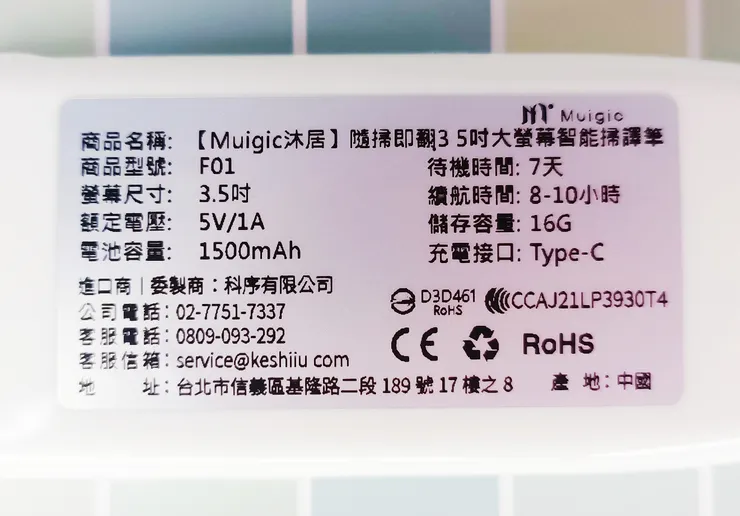 MT Muigic
商品名稱: 【Muigic沐居】隨掃即翻3 5吋大螢幕智能掃譯筆
商品型號: F01 待機時間: 7天
螢幕尺寸: 3.5吋 續航時間: 8-10小時
額定電壓: 5V/1A 儲存容量: 16G
電池容量: 1500mAh 充電接口: Type-C
進口商|委製商:科序有限公司
公司電話:02-7751-7337 D3D461 RoHS CCAJ21LP3930T4
客服電話:0809-093-292 CE RoHS
客服信箱:service@keshiiu com
地 址:台北市信義區基隆路二段 189 號 17 樓之 8 產 地:中國